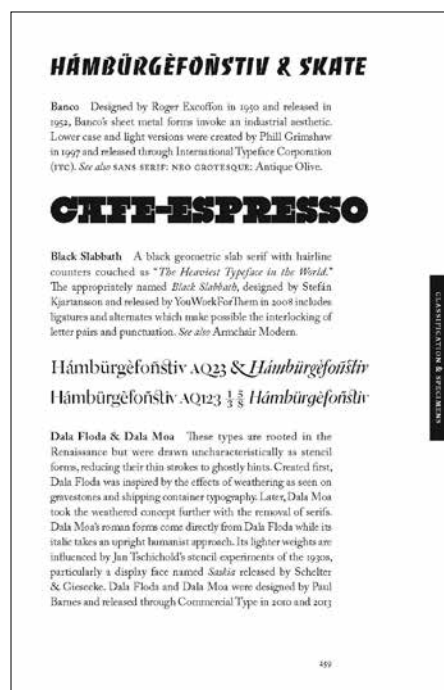 HÁMBÜRGÈFOÑSTIV & SKATE
Banco Designed by Roger Excoffon in 1950 and released in
1952, Banco's sheet metal forms invoke an industrial aesthetic.
Lower case and light versions were created by Phill Grimshaw
in 1997 and released through International Typeface Corporation
(ITC). See also SANS SERIF: NEO GROTESQUE: Antique Olive.
CAFE-ESPRESSO
Black Slabbath A black geometric slab serif with hairline
counters couched as "The Heaviest Typeface in the World."
The appropriately named Black Slabbath, designed by Stefán
Kjartansson and released by YouWorkForThem in 2008 includes
ligatures and alternates which make possible the interlocking of
letter pairs and punctuation. See also Armchair Modern.
Hámbürgèfoñstiv AQ23 & Hámbürgèfoñstiv
Hámbürgèfoñstiv AQ123 ⅓ ⅝ Hámbürgèfoñstiv
Dala Floda & Dala Moa These types are rooted in the
Renaissance but were drawn uncharacteristically as stencil
forms, reducing their thin strokes to ghostly hints. Created first,
Dala Floda was inspired by the effects of weathering as seen on
gravestones and shipping container typography. Later, Dala Moa
took the weathered concept further with the removal of serifs.
Dala Moa's roman forms come directly from Dala Floda while its
italic takes an upright humanist approach. Its lighter weights are
influenced by Jan Tschichold's stencil experiments of the 1930s,
particularly a display face named Saskia released by Schelter
& Giesecke. Dala Floda and Dala Moa were designed by Paul
Barnes and released through Commercial Type in 2010 and 2013
CLASSIFICATION & SPECIMENS
259